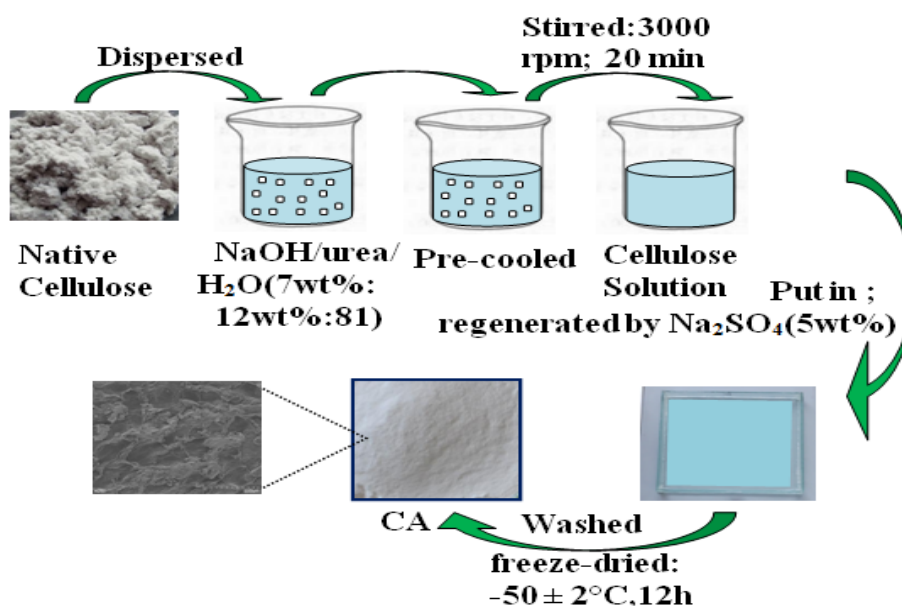 Dispersed
Stirred:3000
rpm; 20 min
Native
Cellulose
NaOH/urea/
H₂O(7wt%:
12wt%:81)
Pre-cooled
Cellulose
Solution
Put in ;
regenerated by Na₂SO₄(5wt%)
CA
Washed
freeze-dried:
-50 ± 2°C,12h